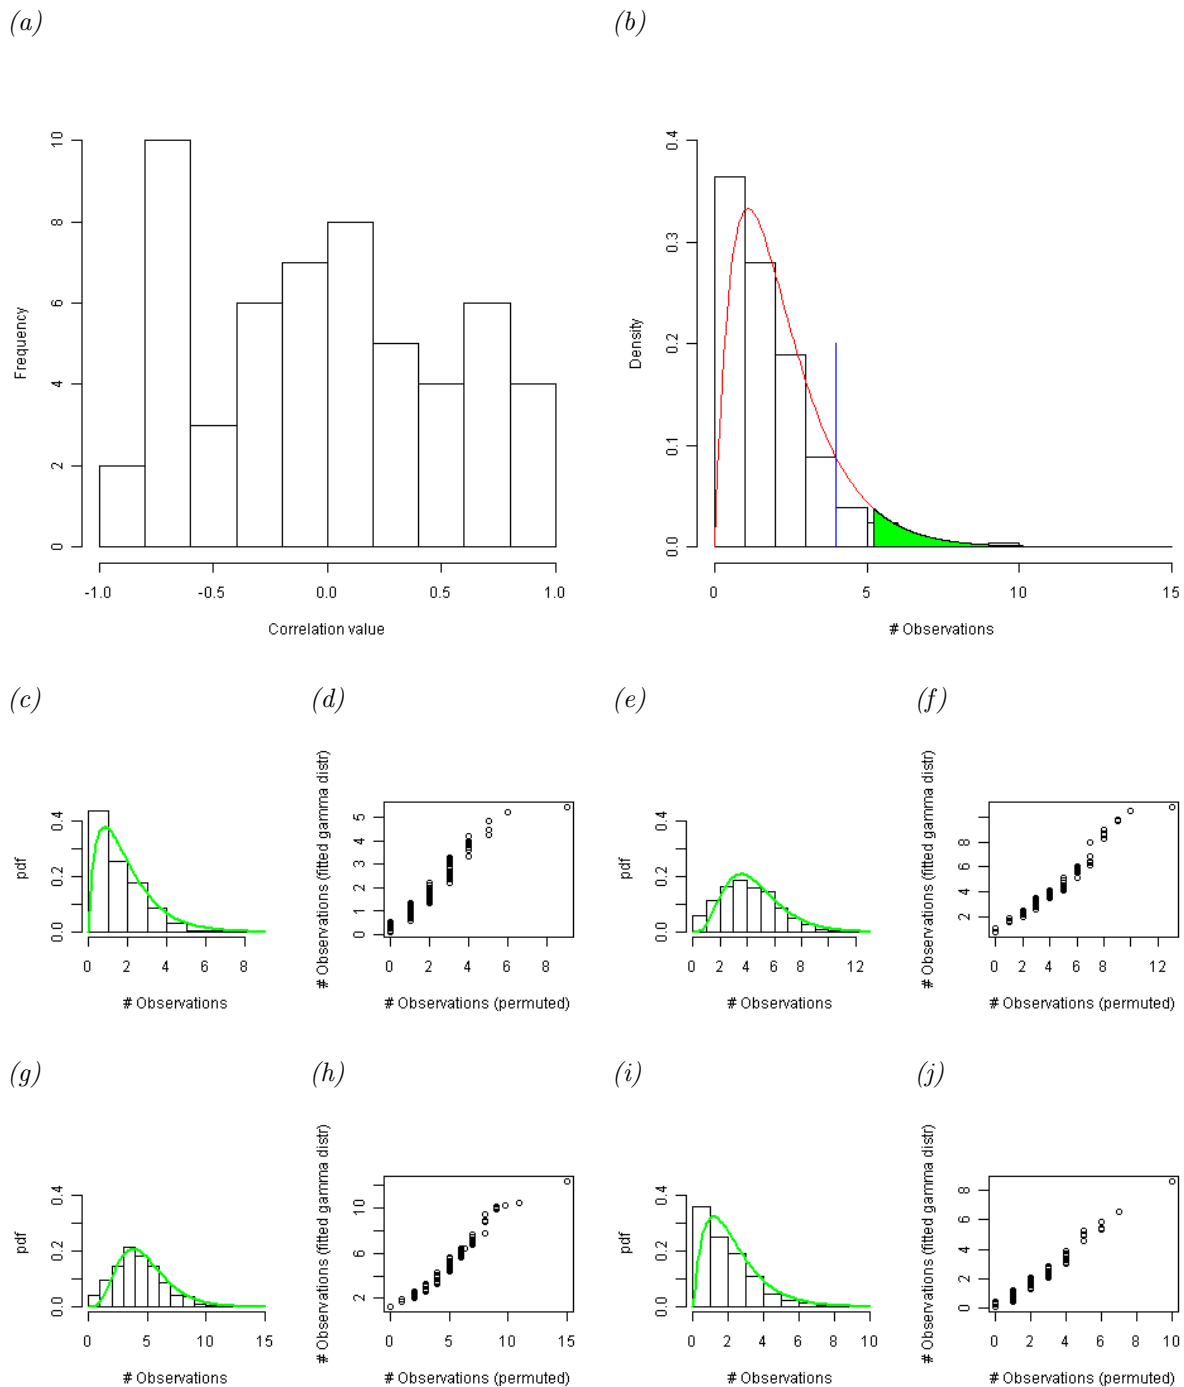 (a)
(b)
Frequency
0 2 4 6 8 10
-1.0 -0.5 0.0 0.5 1.0
Correlation value
Density
0.0 0.1 0.2 0.3 0.4
0 5 10 15
# Observations
(c)
(d)
(e)
(f)
pdf
0.0 0.2 0.4
0 2 4 6 8
# Observations
# Observations (fitted gamma distr)
0 1 2 3 4 5
0 2 4 6 8
# Observations (permuted)
pdf
0.0 0.2 0.4
0 2 4 6 8 12
# Observations
# Observations (fitted gamma distr)
2 4 6 8
0 2 4 6 8 12
# Observations (permuted)
(g)
(h)
(i)
(j)
pdf
0.0 0.2 0.4
0 5 10 15
# Observations
# Observations (fitted gamma distr)
2 6 10
0 5 10 15
# Observations (permuted)
pdf
0.0 0.2 0.4
0 2 4 6 8 10
# Observations
# Observations (fitted gamma distr)
0 2 4 6 8
0 2 4 6 8 10
# Observations (permuted)